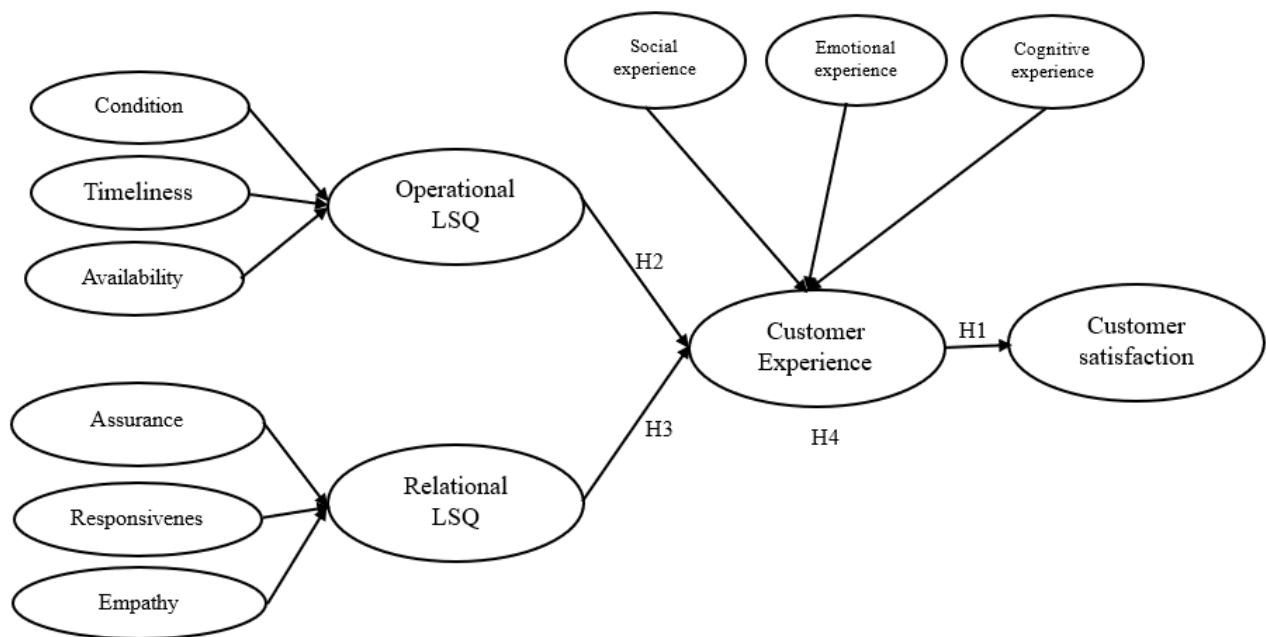 Social
experience
Emotional
experience
Cognitive
experience
Condition
Timeliness
Availability
Operational
LSQ
H2
Customer
Experience
H1
Customer
satisfaction
Assurance
Responsivenes
Empathy
Relational
LSQ
H3
H4